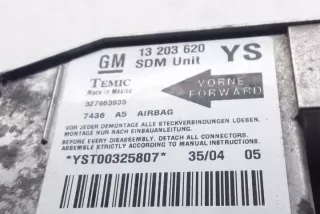 GM 13 203 620 YS
SDM Unit
TEMIC
Made in Mexico
VORNE
FORWARD
327963935
7436 A5 AIRBAG
VOR JEDER DEMONTAGE ALLE STECKVERBINDUNGEN LOESEN,
MONTAGE NUR NACH EINBAUANLEITUNG.
BEFORE EVERY DISASSEMBLY, DETACH ALL CONNECTORS.
ASSEMBLY STRICTLY ACCORDING TO MANUAL INSTRUCTIONS
*YST00325807* 35/04 05